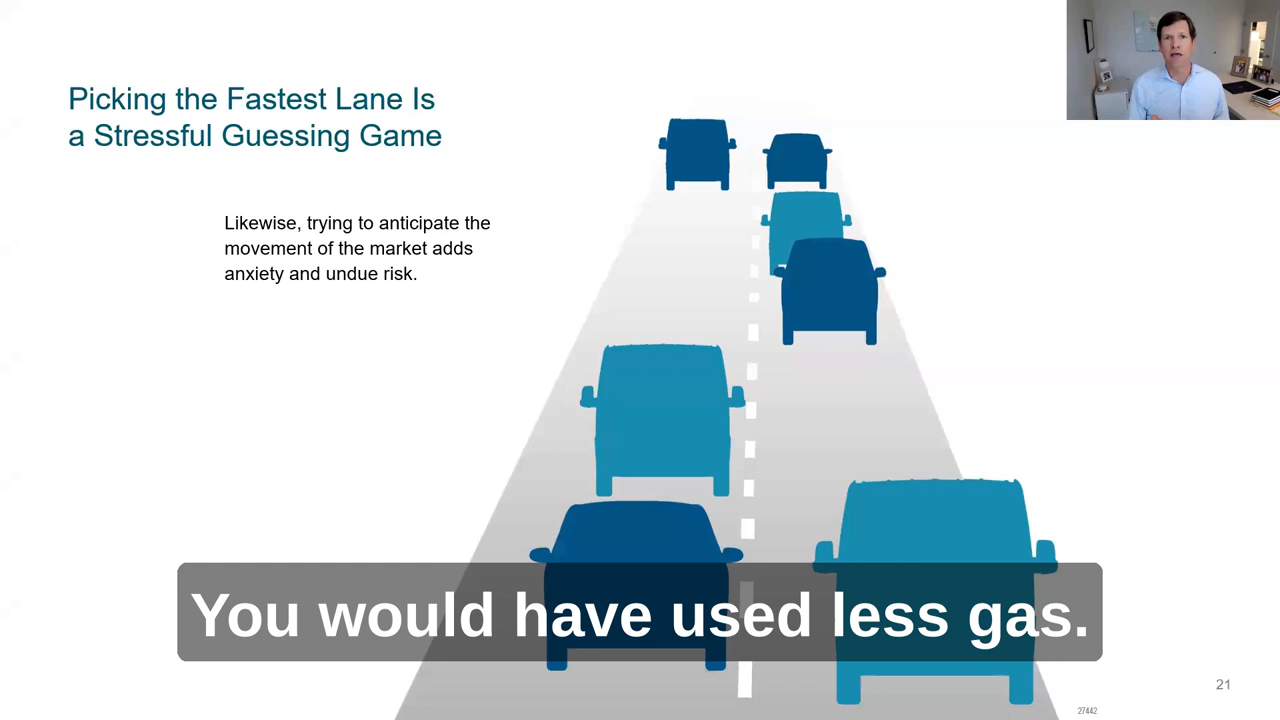 Picking the Fastest Lane Is
a Stressful Guessing Game
Likewise, trying to anticipate the
movement of the market adds
anxiety and undue risk.
You would have used less gas.
21
27442